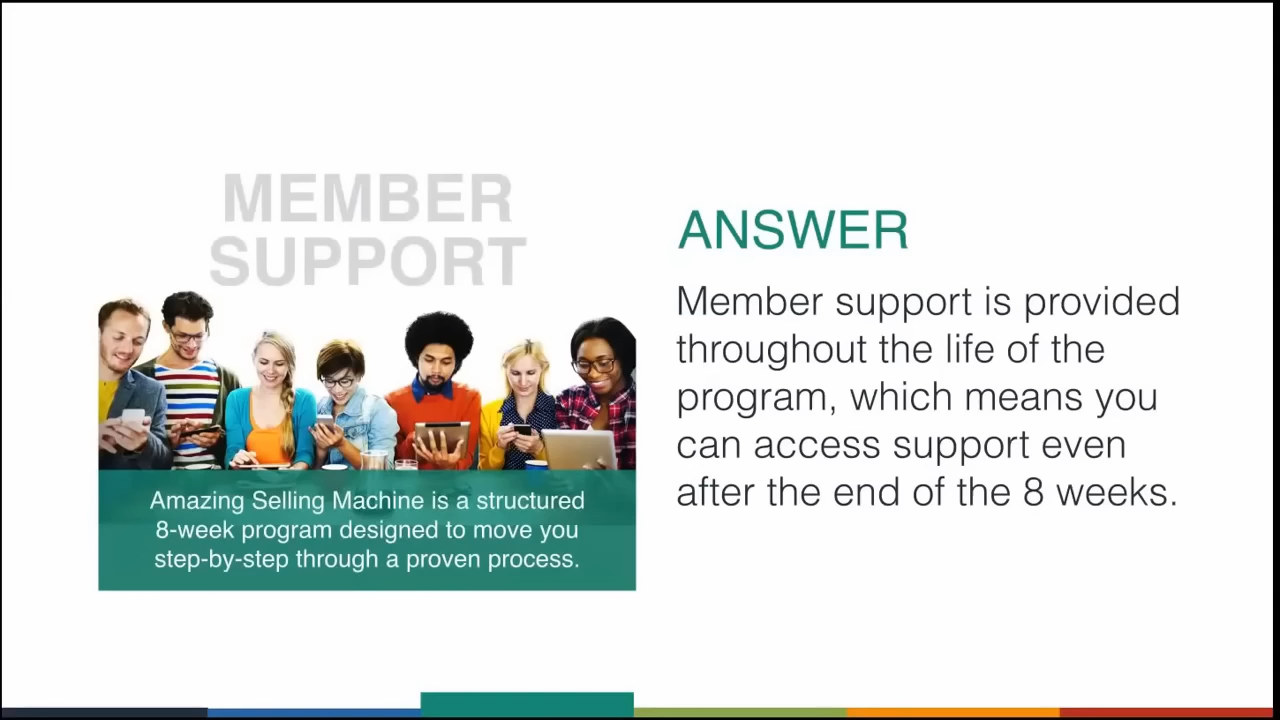 MEMBER
SUPPORT
Amazing Selling Machine is a structured
8-week program designed to move you
step-by-step through a proven process.
ANSWER
Member support is provided
throughout the life of the
program, which means you
can access support even
after the end of the 8 weeks.